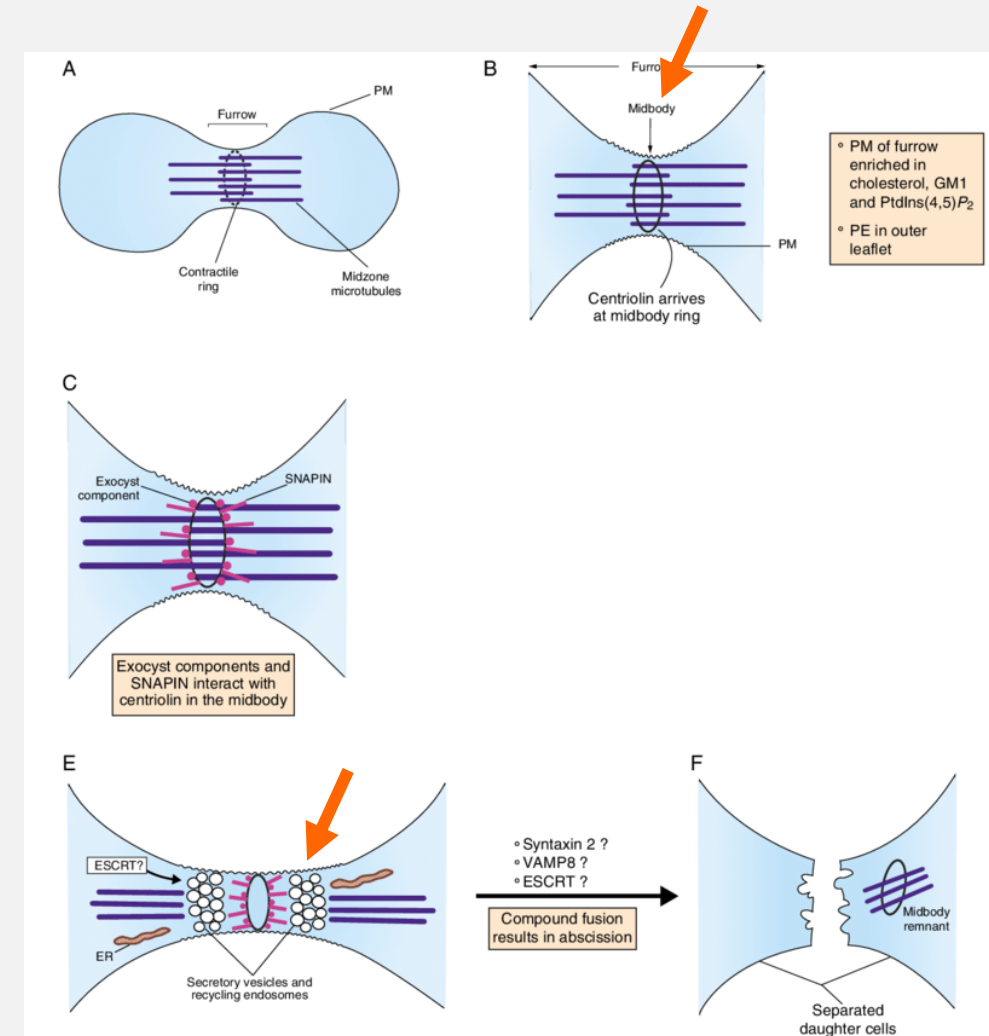 A
PM
Furrow
Contractile
ring
Midzone
microtubules
B
Furro
Midbody
PM
Centriolin arrives
at midbody ring
° PM of furrow
enriched in
cholesterol, GM1
and PtdIns(4,5)P₂
° PE in outer
leaflet
C
Exocyst
component
SNAPIN
Exocyst components and
SNAPIN interact with
centriolin in the midbody
E
ESCRT?
ER
Secretory vesicles and
recycling endosomes
° Syntaxin 2 ?
° VAMP8 ?
° ESCRT ?
Compound fusion
results in abscission
F
Midbody
remnant
Separated
daughter cells